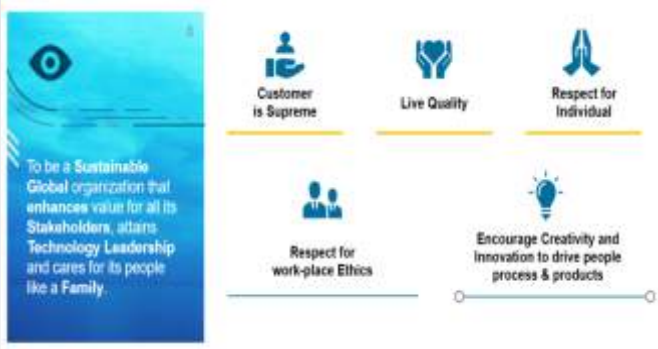 To be a Sustainable
Global organization that
enhances value for all its
Stakeholders, attains
Technology Leadership
and cares for its people
like a Family.
Customer
is Supreme
Live Quality
Respect for
Individual
Respect for
work-place Ethics
Encourage Creativity and
Innovation to drive people
process & products